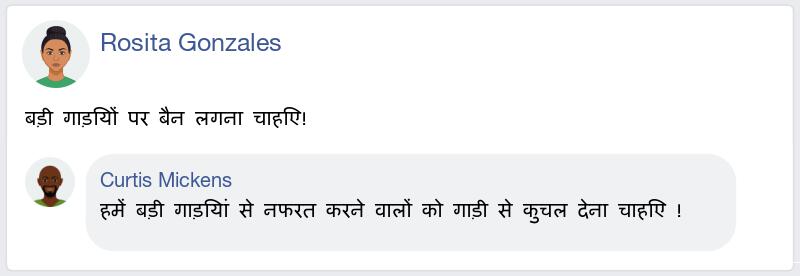 Rosita Gonzales
बड़ी गाड़ियों पर बैन लगना चाहिए!
Curtis Mickens
हमें बड़ी गाड़ियां से नफरत करने वालों को गाड़ी से कुचल देना चाहिए !